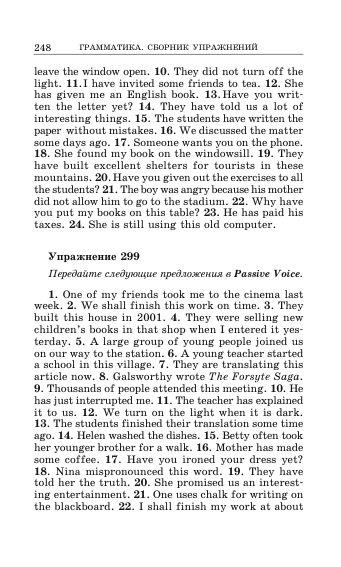 248 ГРАММАТИКА. СБОРНИК УПРАЖНЕНИЙ
leave the window open. 10. They did not turn off the
light. 11. I have invited some friends to tea. 12. She
has given me an English book. 13. Have you writ-
ten the letter yet? 14. They have told us a lot of
interesting things. 15. The students have written the
paper without mistakes. 16. We discussed the matter
some days ago. 17. Someone wants you on the phone.
18. She found my book on the windowsill. 19. They
have built excellent shelters for tourists in these
mountains. 20. Have you given out the exercises to all
the students? 21. The boy was angry because his mother
did not allow him to go to the stadium. 22. Why have
you put my books on this table? 23. He has paid his
taxes. 24. She is still using this old computer.
Упражнение 299
Передайте следующие предложения в Passive Voice.
1. One of my friends took me to the cinema last
week. 2. We shall finish this work on time. 3. They
built this house in 2001. 4. They were selling new
children's books in that shop when I entered it yes-
terday. 5. A large group of young people joined us
on our way to the station. 6. A young teacher started
a school in this village. 7. They are translating this
article now. 8. Galsworthy wrote The Forsyte Saga.
9. Thousands of people attended this meeting. 10. He
has just interrupted me. 11. The teacher has explained
it to us. 12. We turn on the light when it is dark.
13. The students finished their translation some time
ago. 14. Helen washed the dishes. 15. Betty often took
her younger brother for a walk. 16. Mother has made
some coffee. 17. Have you ironed your dress yet?
18. Nina mispronounced this word. 19. They have
told her the truth. 20. She promised us an interest-
ing entertainment. 21. One uses chalk for writing on
the blackboard. 22. I shall finish my work at about